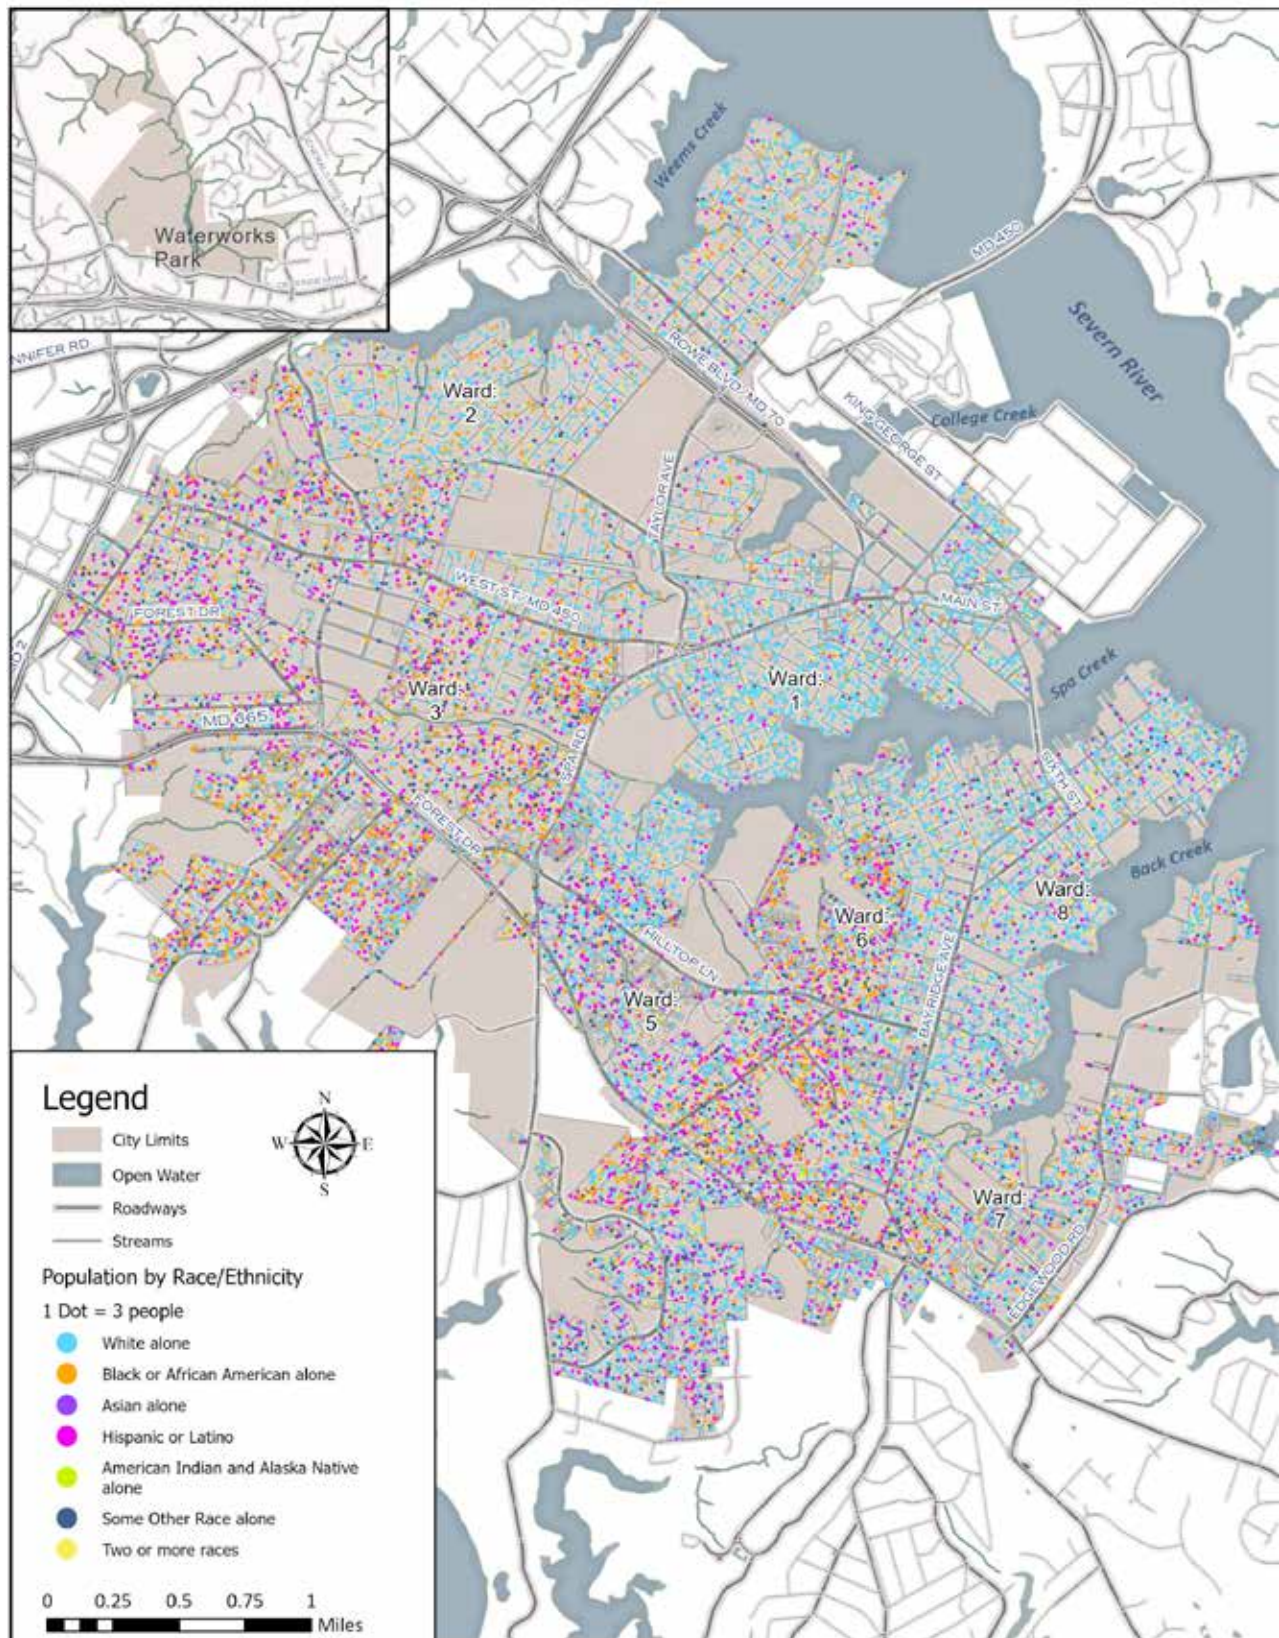 Waterworks
Park
Weems Creek
MD 450
Severn River
NNIFER RD
ROWE BLVD / MD 70
Ward:
2
KING GEORGE ST
College Creek
TAYLOR AVE
WEST ST / MD 450
MAIN ST
FOREST DR
Spa Creek
Ward:
1
Ward:
3
MD 665
SPA RD
SIXTH ST
FOREST DR
Back Creek
Ward:
8
Ward:
6
HILLTOP LN
BAY RIDGE AVE
Ward:
5
Ward:
7
EDGEWOOD RD
Legend
N
W
E
S
City Limits
Open Water
Roadways
Streams
Population by Race/Ethnicity
1 Dot = 3 people
White alone
Black or African American alone
Asian alone
Hispanic or Latino
American Indian and Alaska Native
alone
Some Other Race alone
Two or more races
0 0.25 0.5 0.75 1
Miles